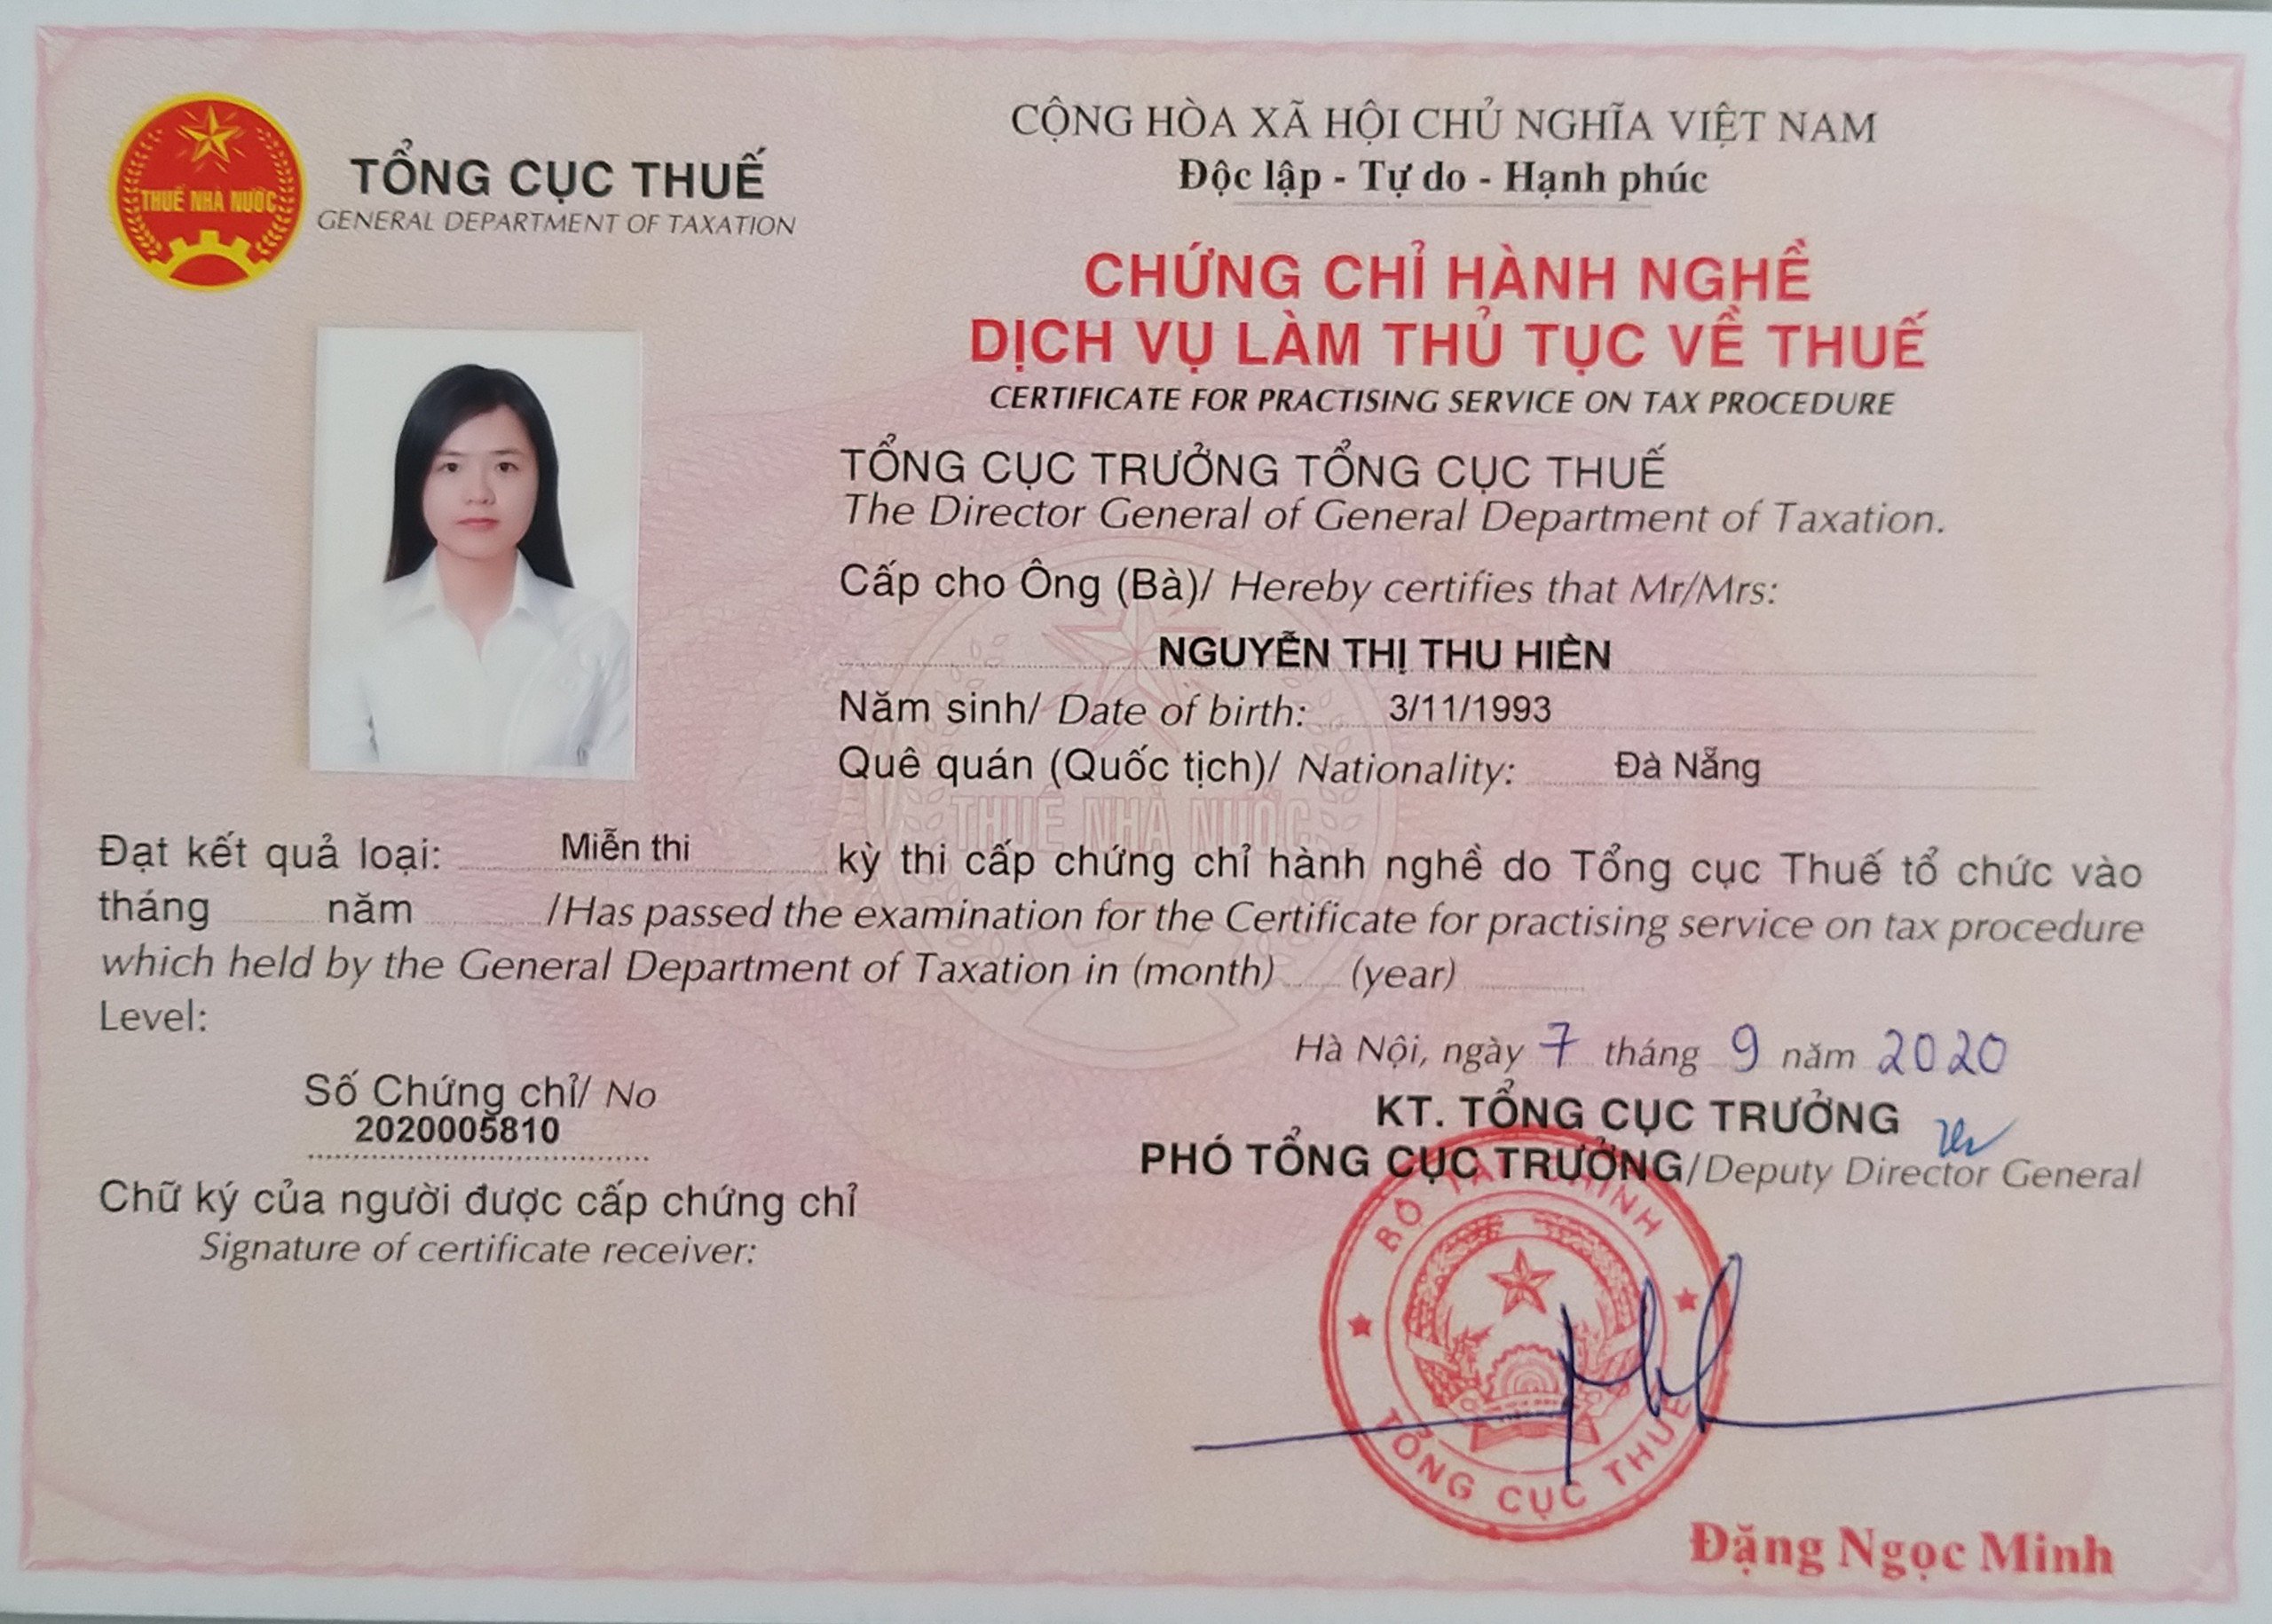 THUẾ NHÀ NƯỚC
TỔNG CỤC THUẾ
GENERAL DEPARTMENT OF TAXATION
CỘNG HÒA XÃ HỘI CHỦ NGHĨA VIỆT NAM
Độc lập - Tự do - Hạnh phúc
CHỨNG CHỈ HÀNH NGHỀ
DỊCH VỤ LÀM THỦ TỤC VỀ THUẾ
CERTIFICATE FOR PRACTISING SERVICE ON TAX PROCEDURE
TỔNG CỤC TRƯỞNG TỔNG CỤC THUẾ
The Director General of General Department of Taxation.
Cấp cho Ông (Bà)/ Hereby certifies that Mr/Mrs:
NGUYỄN THỊ THU HIỀN
Năm sinh/ Date of birth: 3/11/1993
Quê quán (Quốc tịch)/ Nationality: Đà Nẵng
THUẾ NHÀ NƯỚC
Đạt kết quả loại: Miễn thi kỳ thi cấp chứng chỉ hành nghề do Tổng cục Thuế tổ chức vào
tháng năm /Has passed the examination for the Certificate for practising service on tax procedure
which held by the General Department of Taxation in (month) (year)
Level:
Hà Nội, ngày 7 tháng 9 năm 2020
Số Chứng chỉ/ No
2020005810
KT. TỔNG CỤC TRƯỞNG
PHÓ TỔNG CỤC TRƯỞNG/Deputy Director General
Chữ ký của người được cấp chứng chỉ
Signature of certificate receiver:
BỘ TÀI CHÍNH
TỔNG CỤC THUẾ
Đặng Ngọc Minh